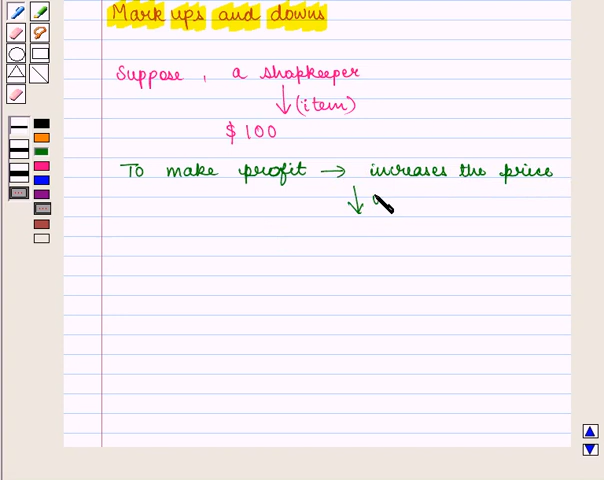 Mark ups and downs
Suppose, a shopkeeper
(item)
$100
To make profit → increases the price